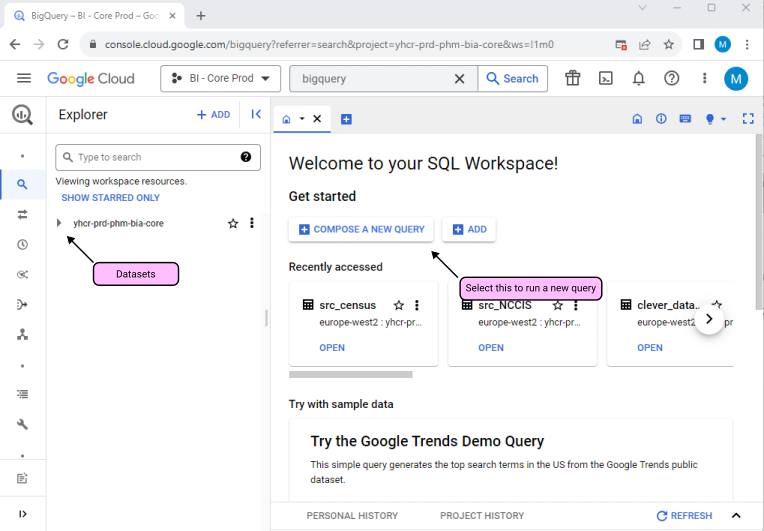 BigQuery – BI - Core Prod – Goo
console.cloud.google.com/bigquery?referrer=search&project=yhcr-prd-phm-bia-core&ws=!1m0
M
Google Cloud
BI - Core Prod
bigquery
Search
M
Explorer
+ ADD
Type to search
Viewing workspace resources.
SHOW STARRED ONLY
yhcr-prd-phm-bia-core
Datasets
Welcome to your SQL Workspace!
Get started
COMPOSE A NEW QUERY
ADD
Select this to run a new query
Recently accessed
src_census
europe-west2 : yhcr-pr...
OPEN
src_NCCIS
europe-west2 : yhcr-pr...
OPEN
clever_data...
europe-west2 : yhcr-pr
OPEN
Try with sample data
Try the Google Trends Demo Query
This simple query generates the top search terms in the US from the Google Trends public
dataset.
PERSONAL HISTORY
PROJECT HISTORY
REFRESH